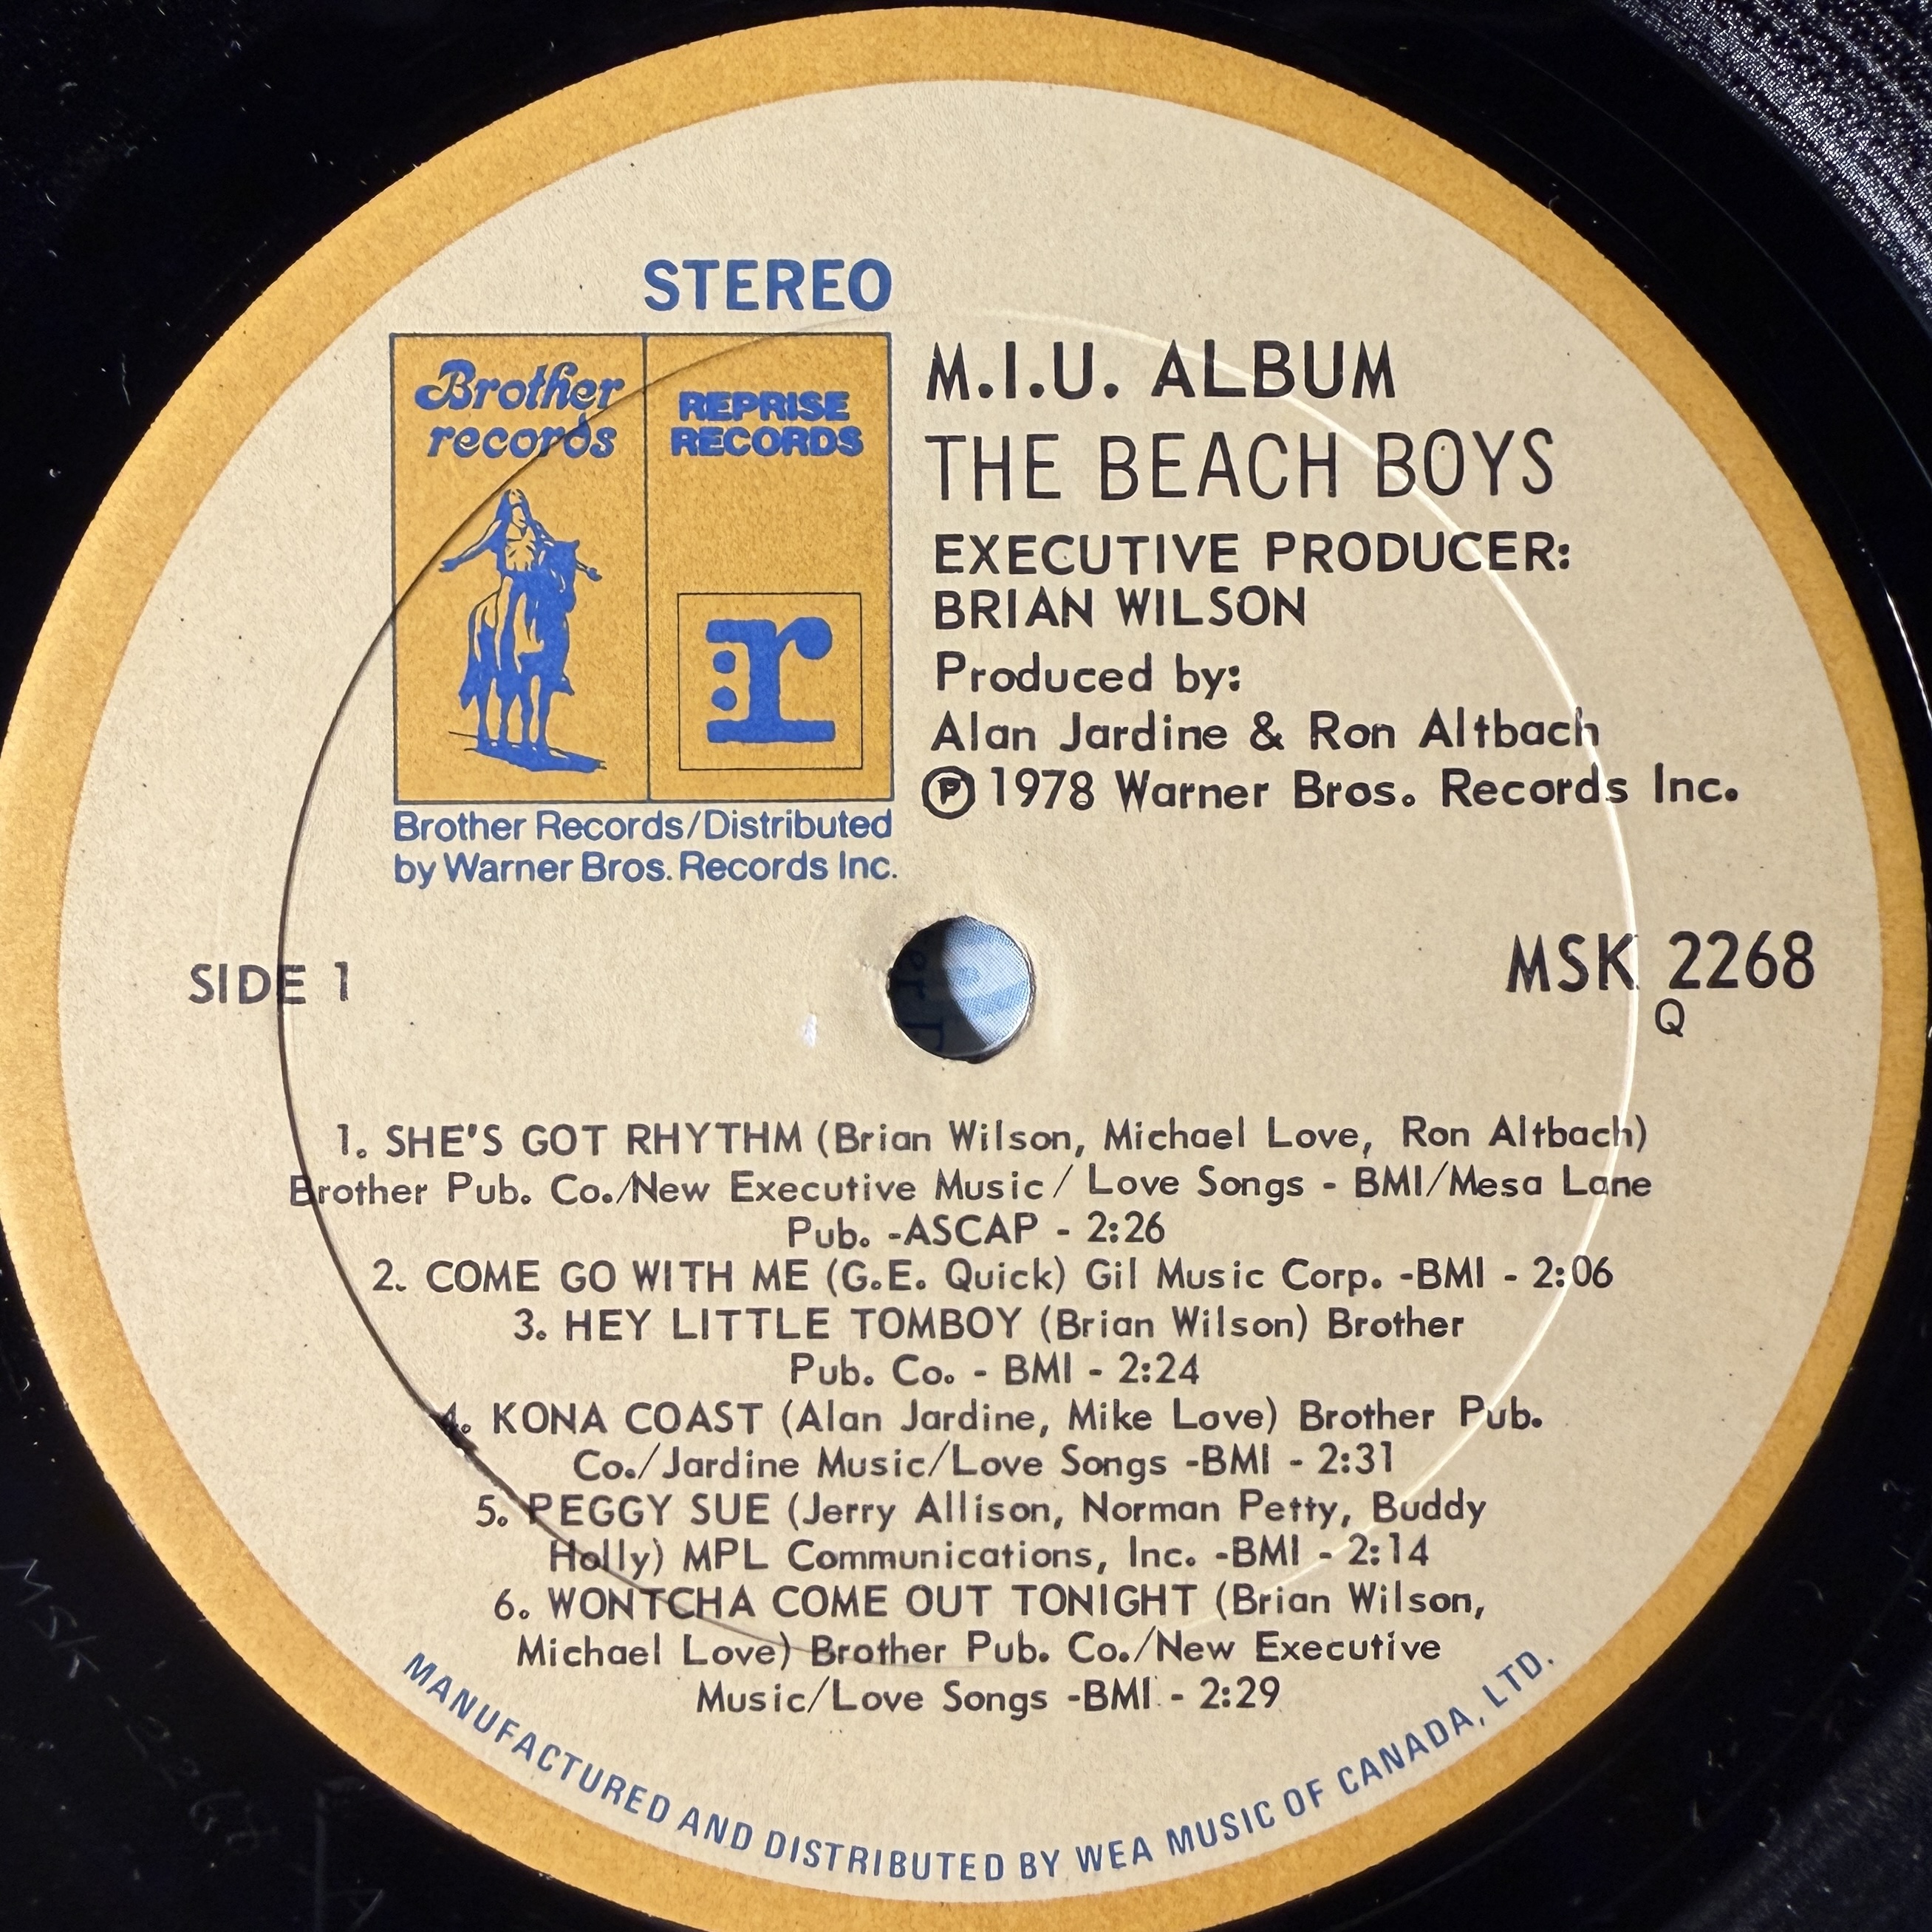 STEREO
Brother
records
REPRISE
RECORDS
r
Brother Records/Distributed
by Warner Bros. Records Inc.
M.I.U. ALBUM
THE BEACH BOYS
EXECUTIVE PRODUCER:
BRIAN WILSON
Produced by:
Alan Jardine & Ron Altbach
Ⓟ 1978 Warner Bros. Records Inc.
SIDE 1
MSK 2268
Q
1. SHE'S GOT RHYTHM (Brian Wilson, Michael Love, Ron Altbach)
Brother Pub. Co./New Executive Music/ Love Songs - BMI/Mesa Lane
Pub. -ASCAP - 2:26
2. COME GO WITH ME (G.E. Quick) Gil Music Corp. -BMI - 2:06
3. HEY LITTLE TOMBOY (Brian Wilson) Brother
Pub. Co. - BMI - 2:24
4. KONA COAST (Alan Jardine, Mike Love) Brother Pub.
Co./Jardine Music/Love Songs -BMI - 2:31
5. PEGGY SUE (Jerry Allison, Norman Petty, Buddy
Holly) MPL Communications, Inc. -BMI - 2:14
6. WONTCHA COME OUT TONIGHT (Brian Wilson,
Michael Love) Brother Pub. Co./New Executive
Music/Love Songs -BMI - 2:29
MANUFACTURED AND DISTRIBUTED BY WEA MUSIC OF CANADA, LTD.
MSK